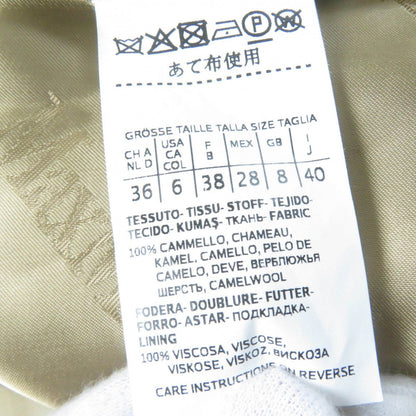 あて布使用
GRÖSSE TAILLE TALLA SIZE TAGLIA
CH A NL D USA CA COL F B MEX GB I J
36 6 38 28 8 40
TESSUTO- TISSU- STOFF- TEJIDO-
TECIDO- KUMAŞ- ТКАНЬ- FABRIC
100% CAMMELLO, CHAMEAU,
KAMEL, CAMELLO, PELO DE
CAMELO, DEVE, ВЕРБЛЮЖЬЯ
ШЕРСТЬ, CAMELWOOL
FODERA- DOUBLURE- FUTTER-
FORRO- ASTAR- ПОДКЛАДКА-
LINING
100% VISCOSA, VISCOSE,
VISKOSE, VISKOZ, ВИСКОЗА
CARE INSTRUCTIONS ON REVERSE